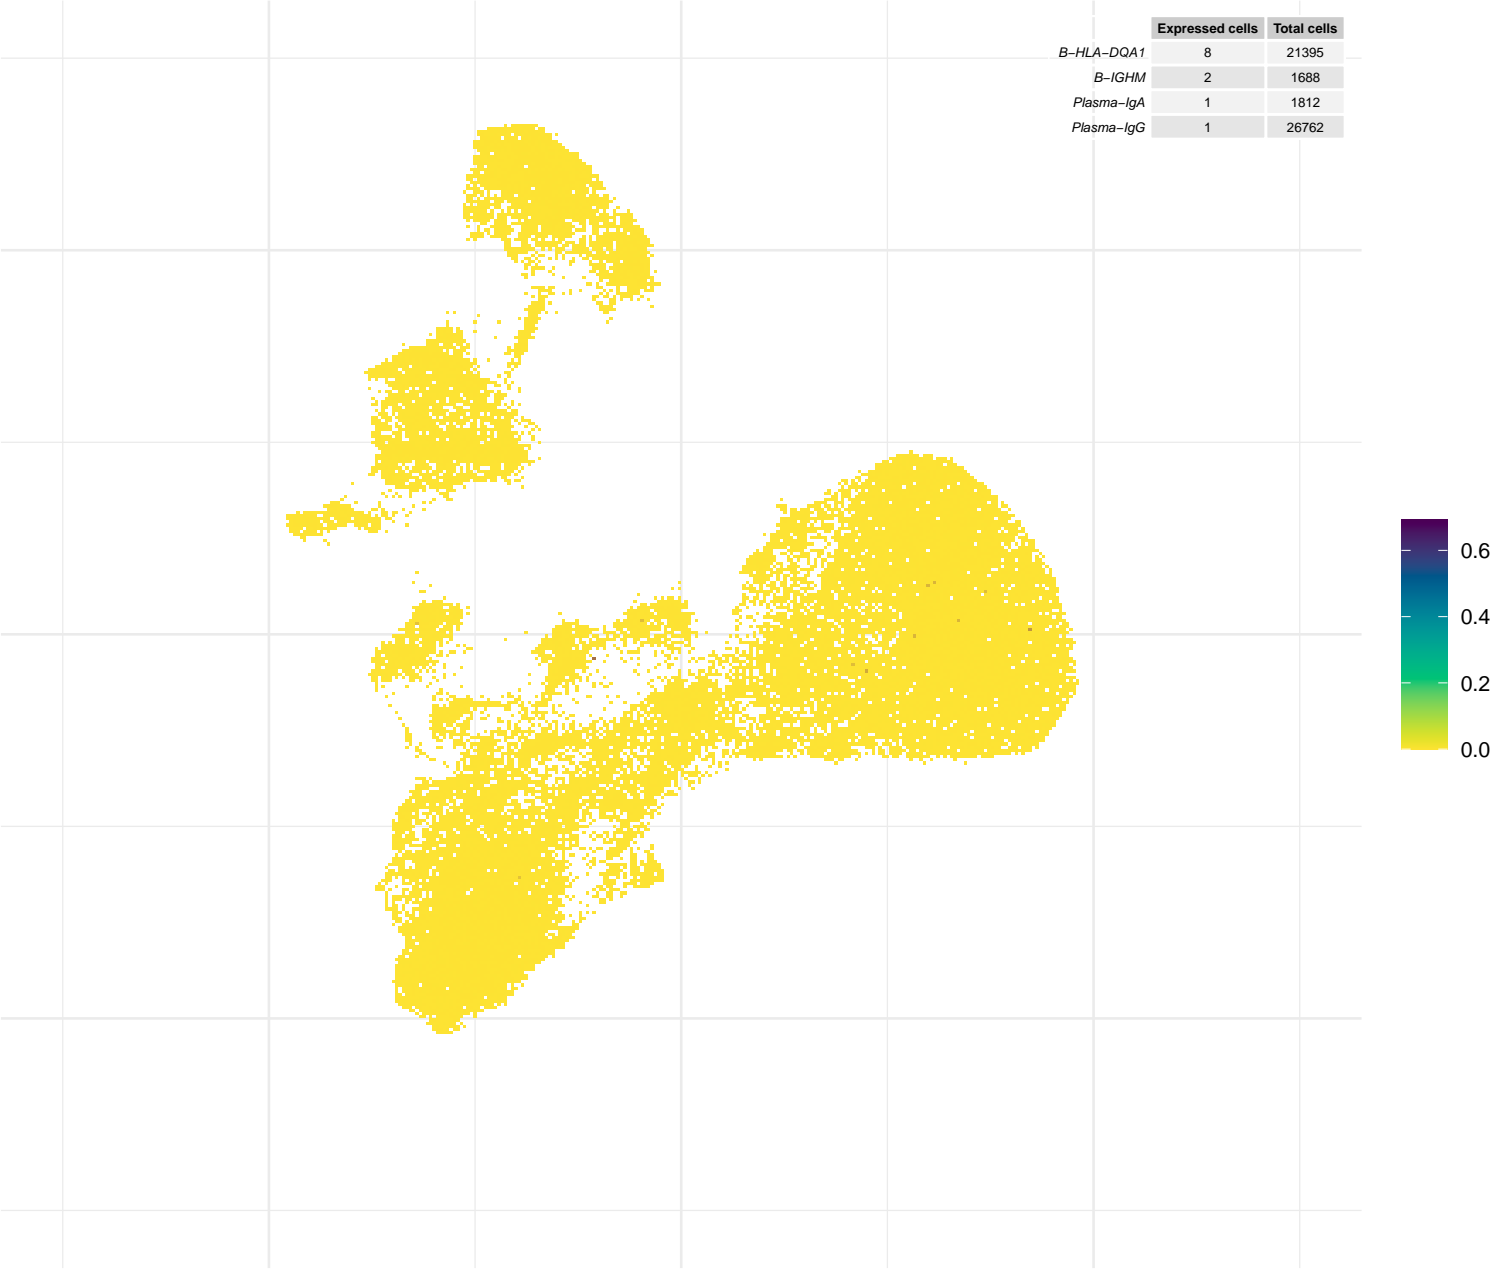 Expressed cells Total cells
B−HLA−DQA1 8 21395
B−IGHM 2 1688
Plasma−IgA 1 1812
Plasma−IgG 1 26762
0.6
0.4
0.2
0.0